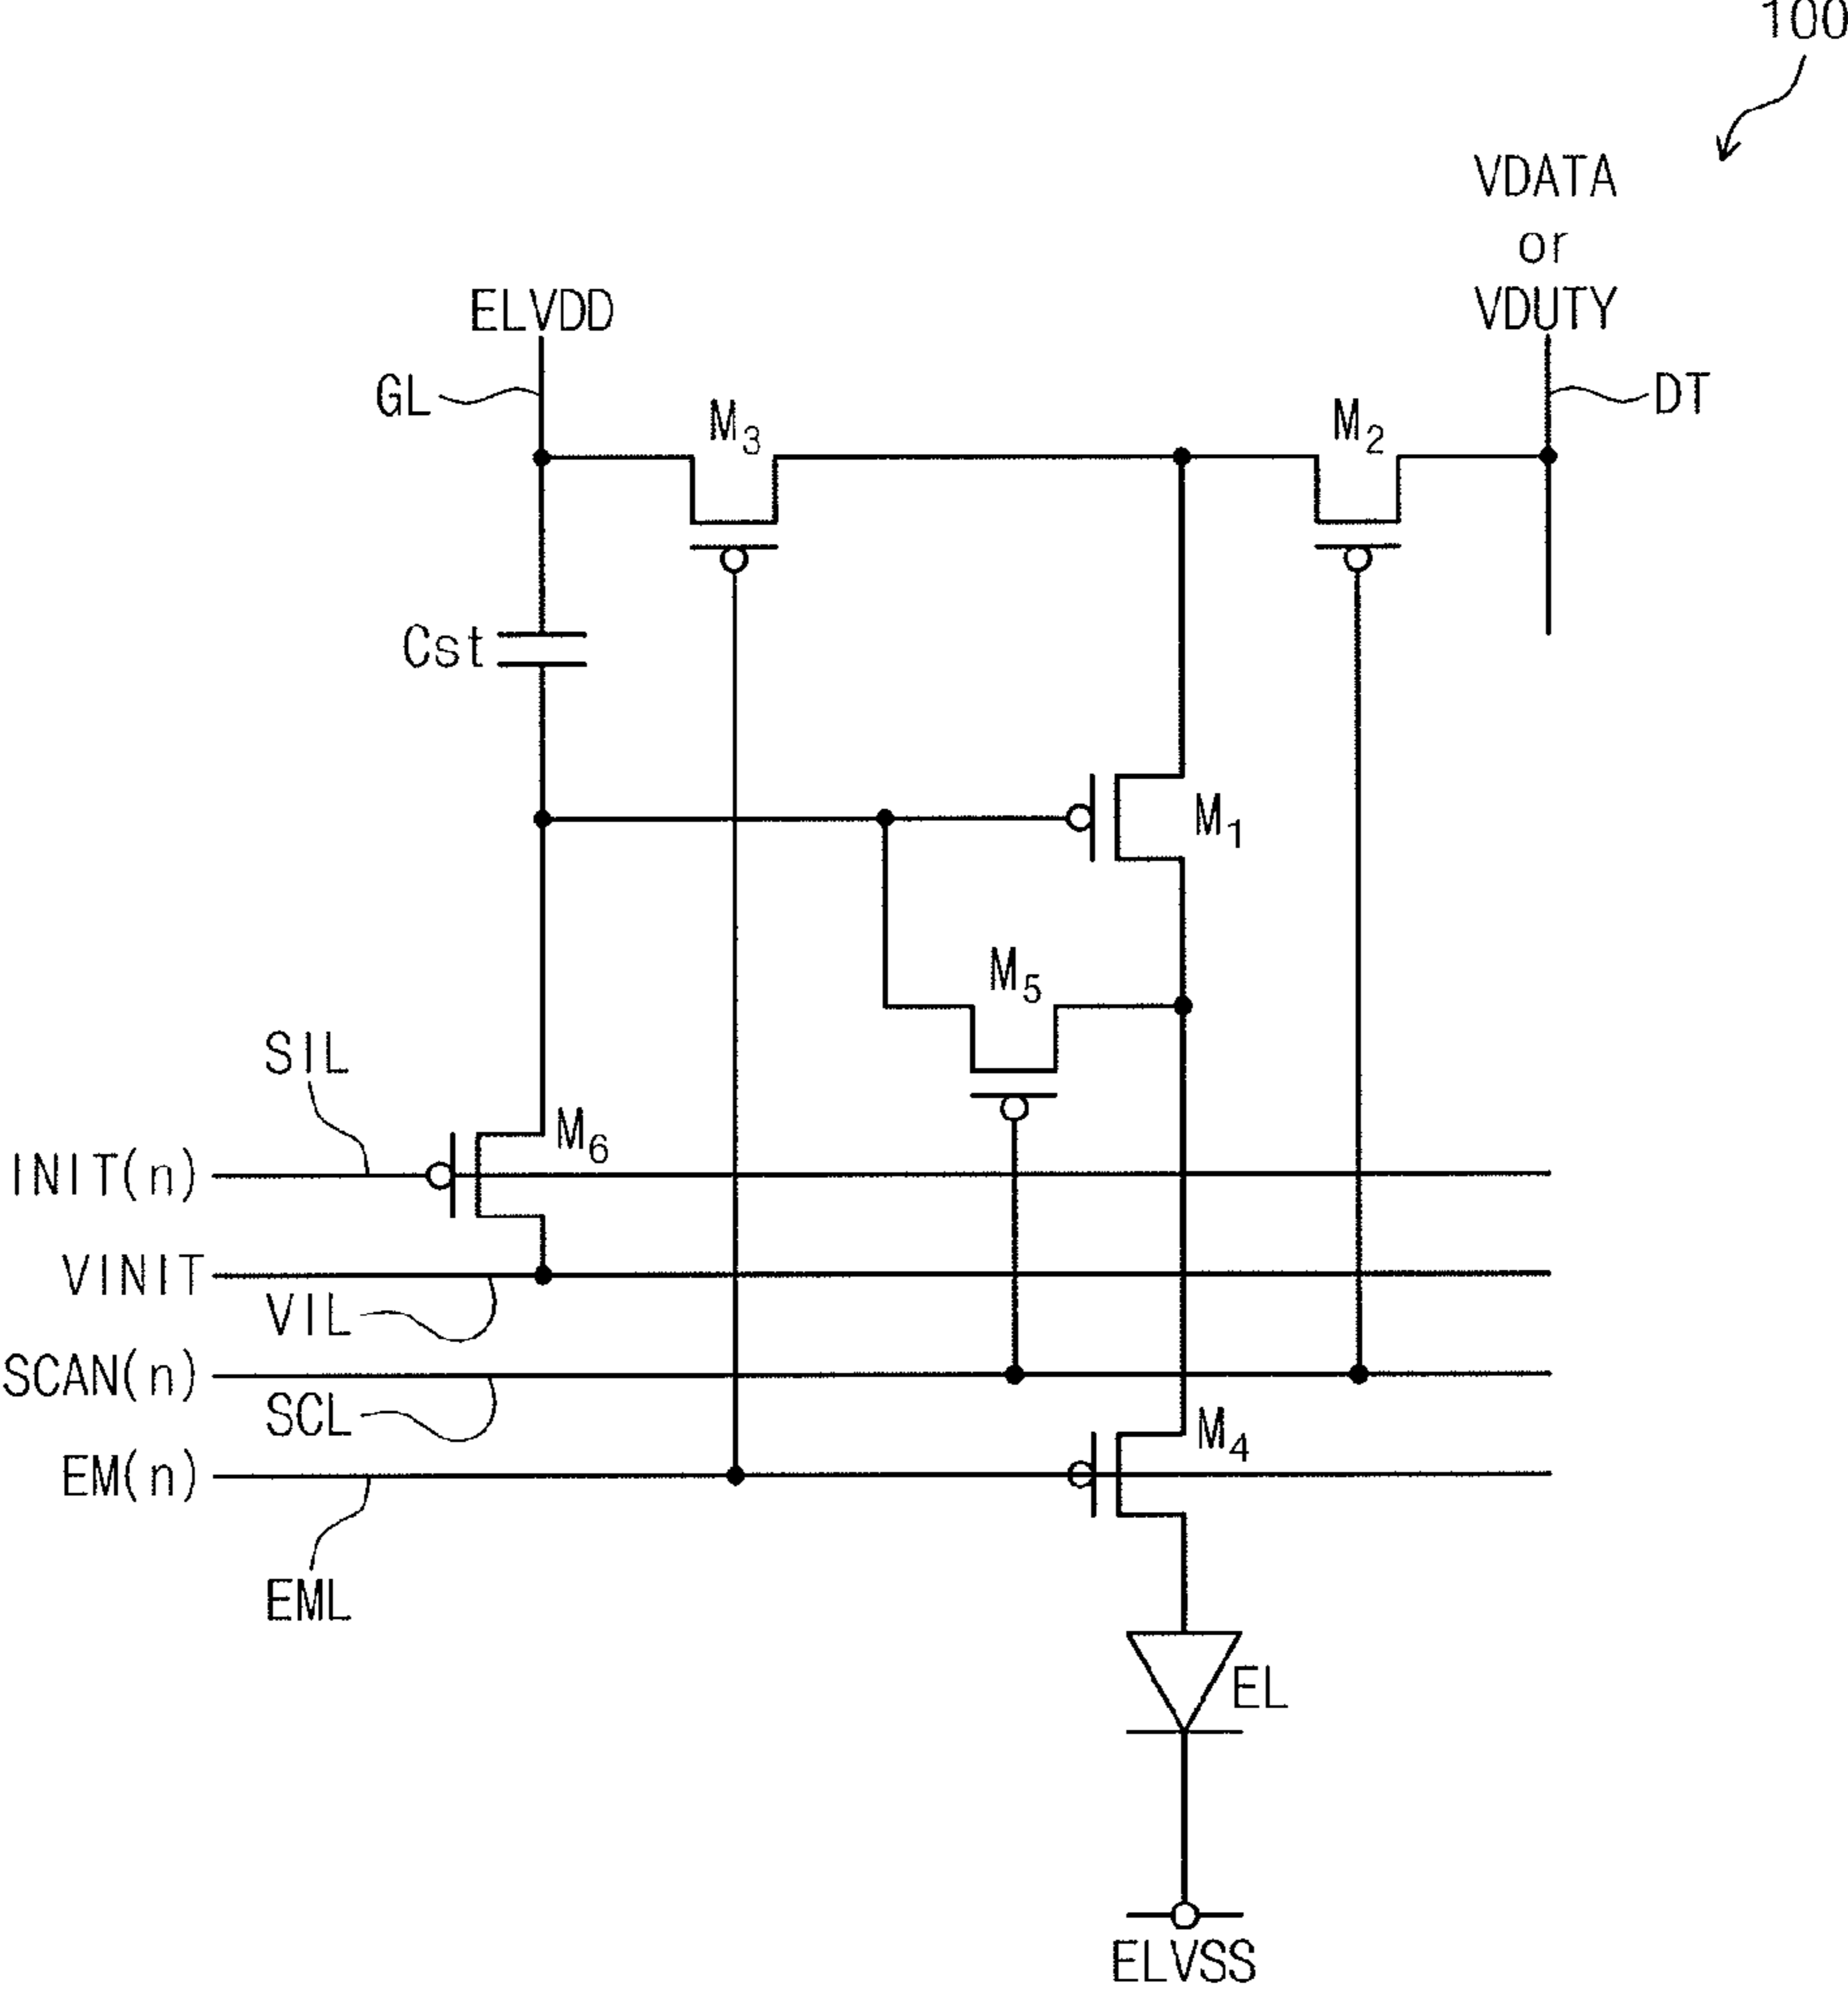 100
VDATA
or
VDUTY
ELVDD
GL
DT
M3
M2
Cst
M1
M5
SIL
M6
INIT(n)
VINIT
VIL
SCAN(n)
SCL
M4
EM(n)
EML
EL
ELVSS